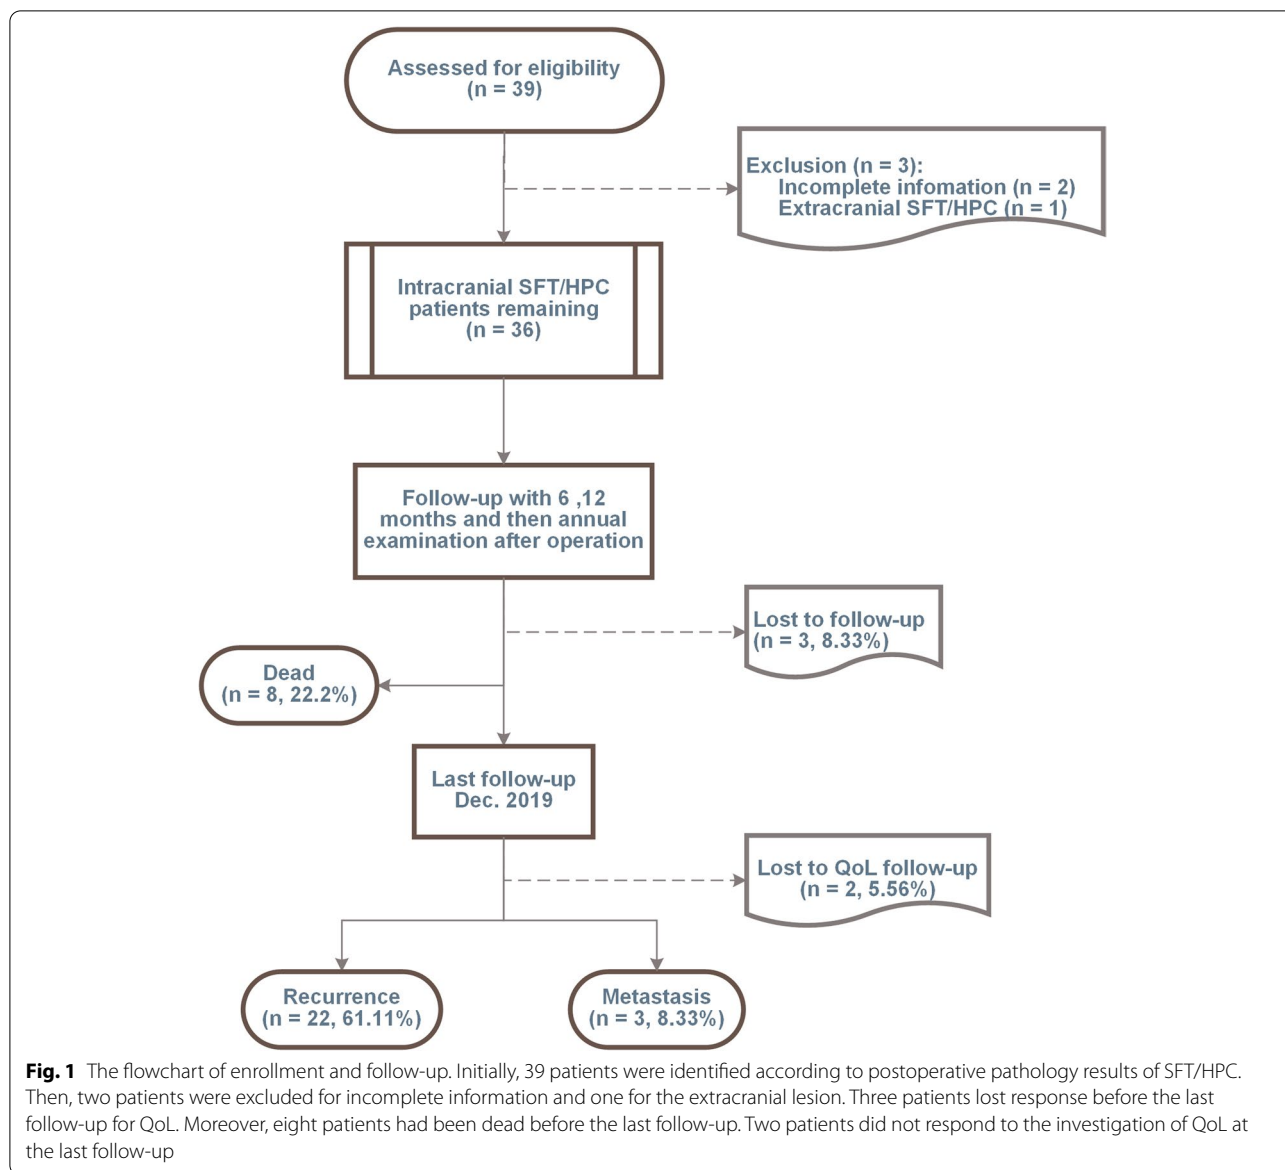 Assessed for eligibility
(n = 39)
Exclusion (n = 3):
Incomplete infomation (n = 2)
Extracranial SFT/HPC (n = 1)
Intracranial SFT/HPC
patients remaining
(n = 36)
Follow-up with 6 ,12
months and then annual
examination after operation
Lost to follow-up
(n = 3, 8.33%)
Dead
(n = 8, 22.2%)
Last follow-up
Dec. 2019
Lost to QoL follow-up
(n = 2, 5.56%)
Recurrence
(n = 22, 61.11%)
Metastasis
(n = 3, 8.33%)
Fig. 1 The flowchart of enrollment and follow-up. Initially, 39 patients were identified according to postoperative pathology results of SFT/HPC.
Then, two patients were excluded for incomplete information and one for the extracranial lesion. Three patients lost response before the last
follow-up for QoL. Moreover, eight patients had been dead before the last follow-up. Two patients did not respond to the investigation of QoL at
the last follow-up